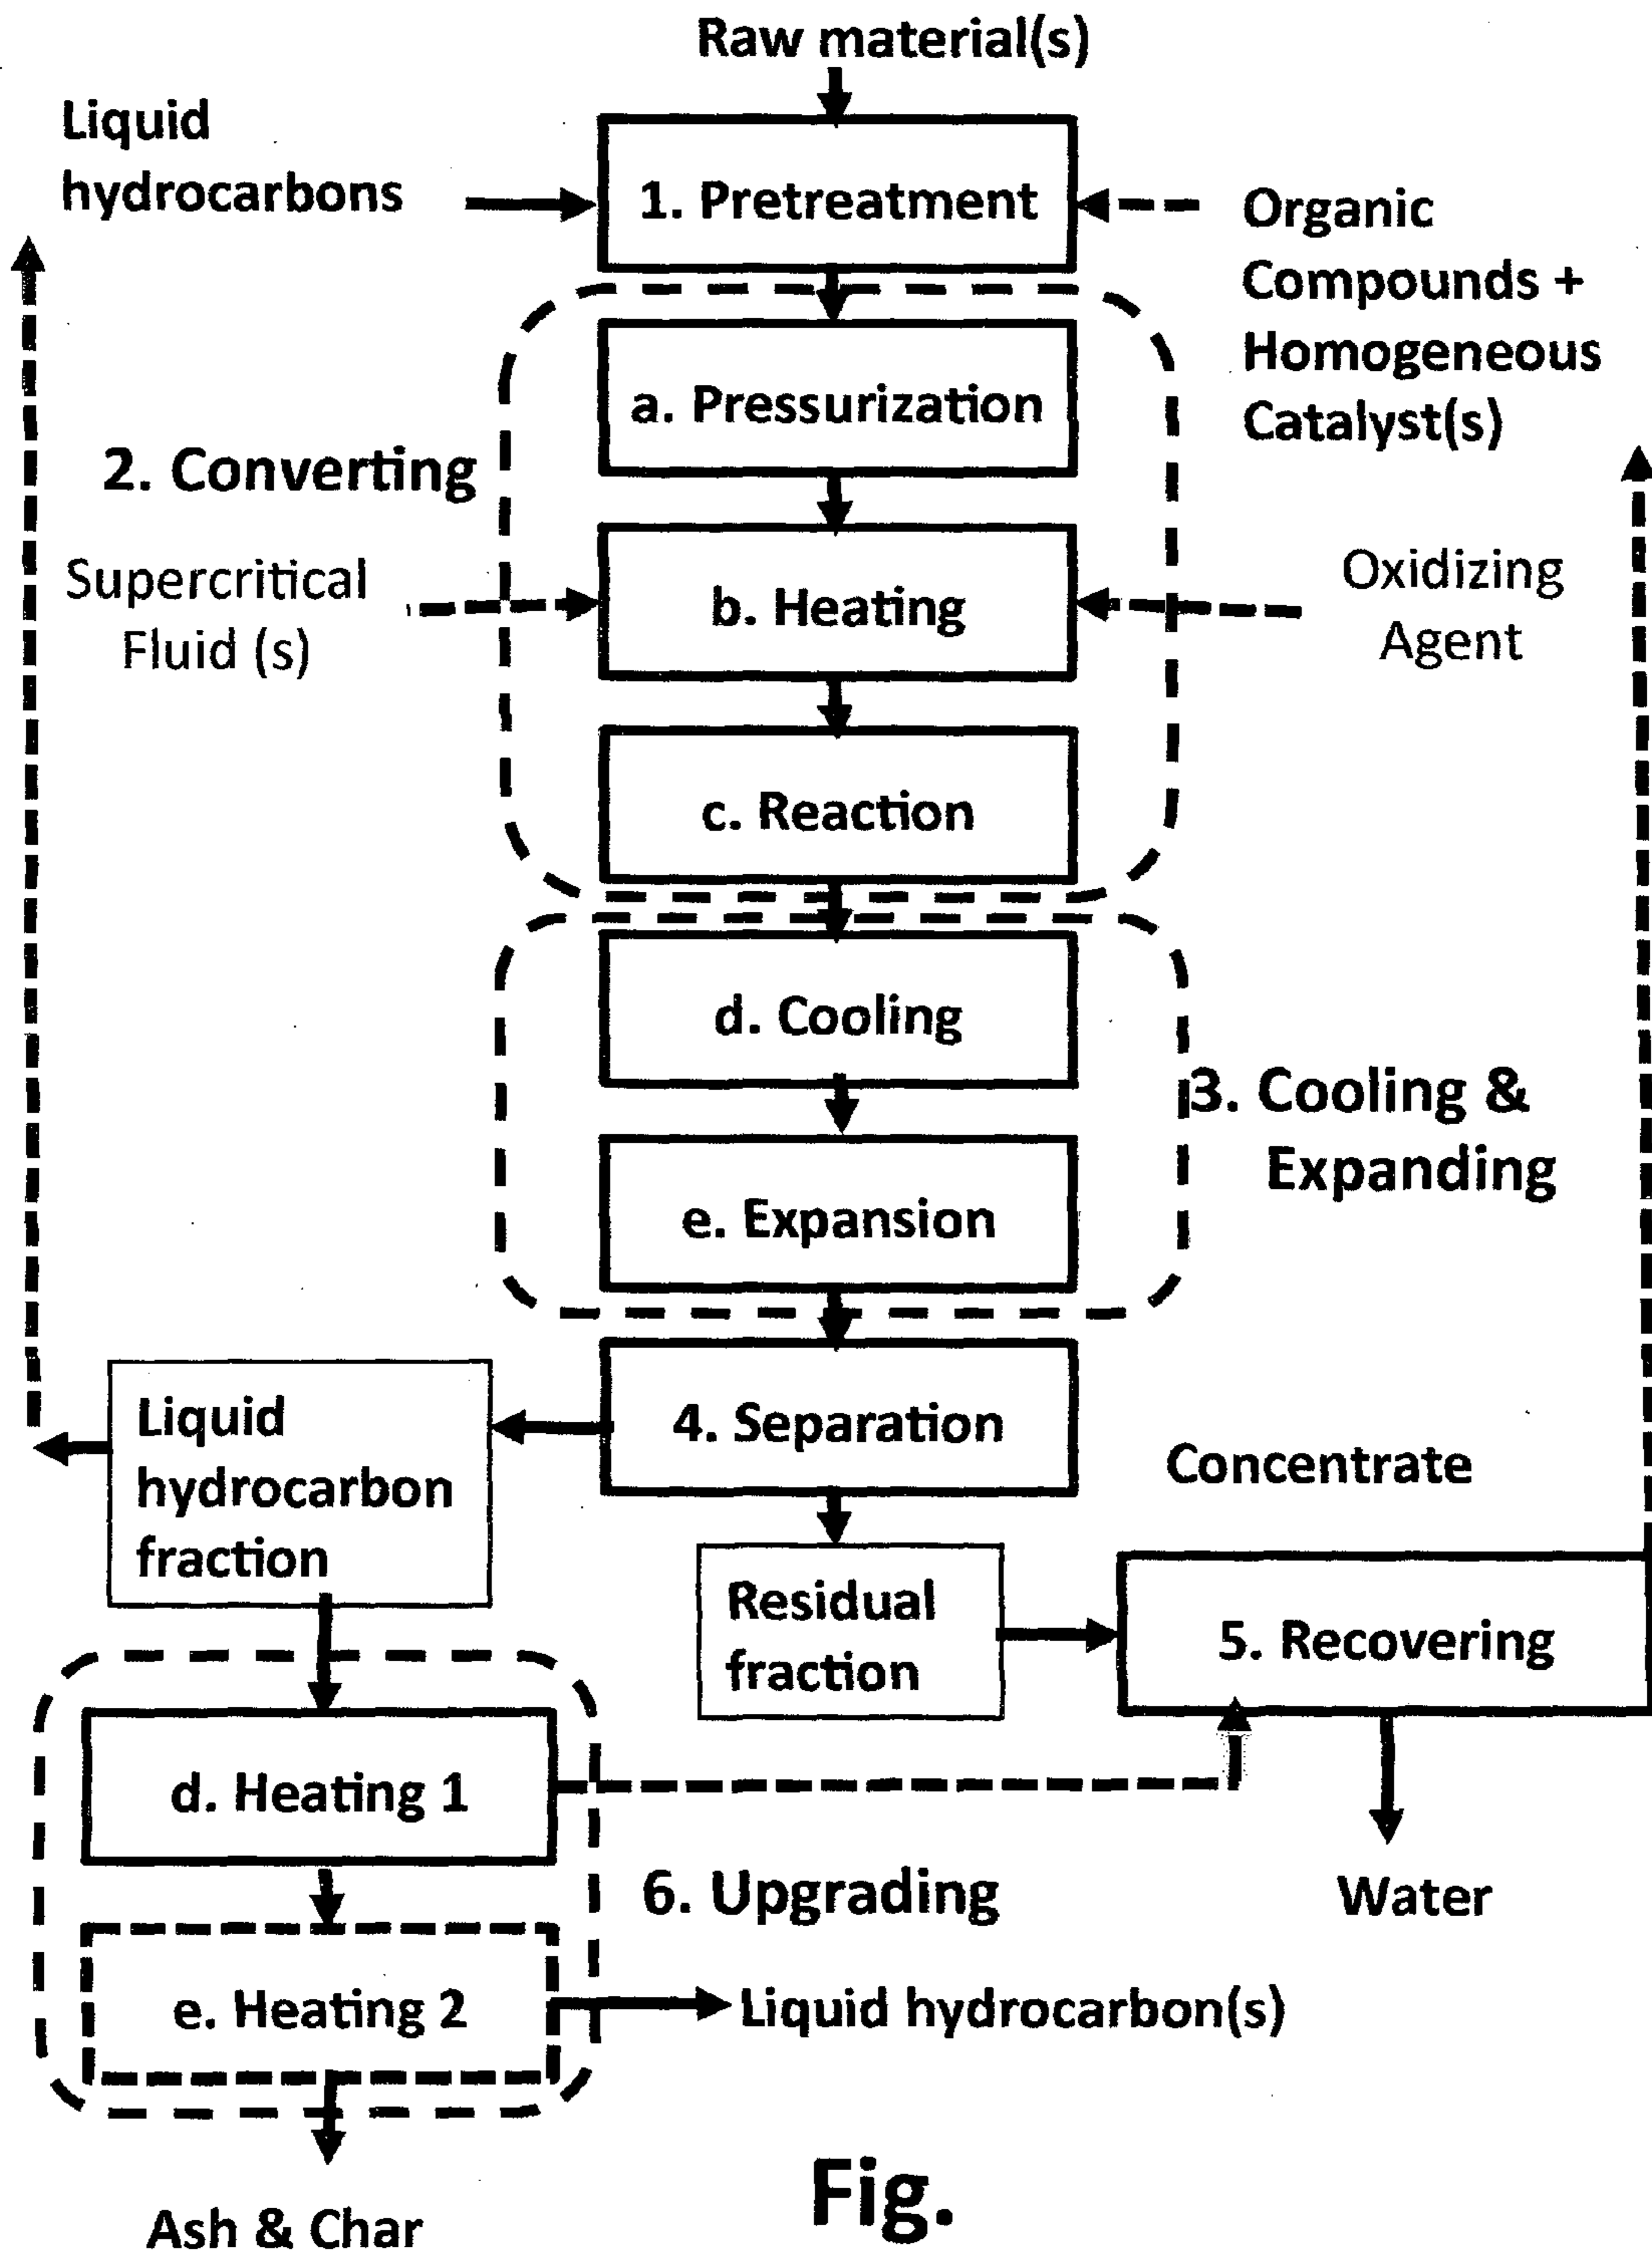 Raw material(s)
Liquid
hydrocarbons
1. Pretreatment
Organic
Compounds +
Homogeneous
Catalyst(s)
a. Pressurization
2. Converting
Supercritical
Fluid (s)
b. Heating
Oxidizing
Agent
c. Reaction
d. Cooling
3. Cooling &
Expanding
e. Expansion
Liquid
hydrocarbon
fraction
4. Separation
Concentrate
Residual
fraction
5. Recovering
d. Heating 1
6. Upgrading
Water
e. Heating 2
Liquid hydrocarbon(s)
Ash & Char
Fig.